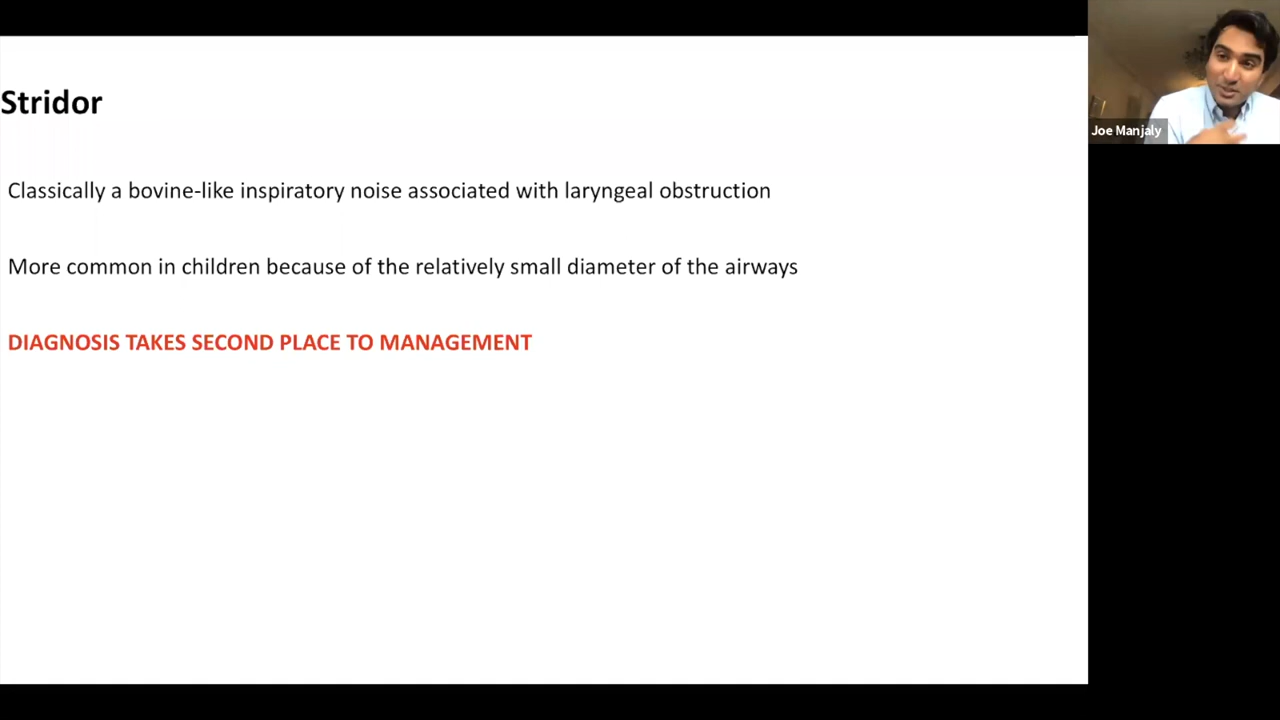 Stridor
Classically a bovine-like inspiratory noise associated with laryngeal obstruction
More common in children because of the relatively small diameter of the airways
DIAGNOSIS TAKES SECOND PLACE TO MANAGEMENT
Joe Manjaly